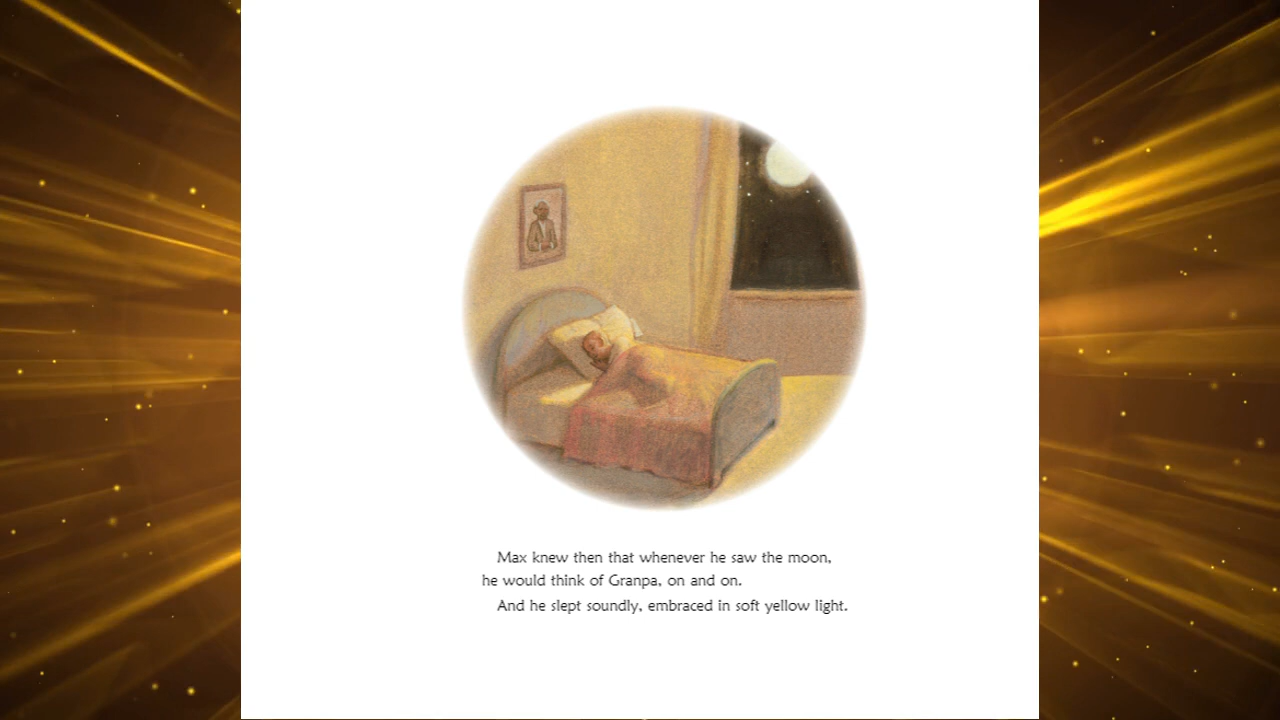 Max knew then that whenever he saw the moon,
he would think of Granpa, on and on.
And he slept soundly, embraced in soft yellow light.